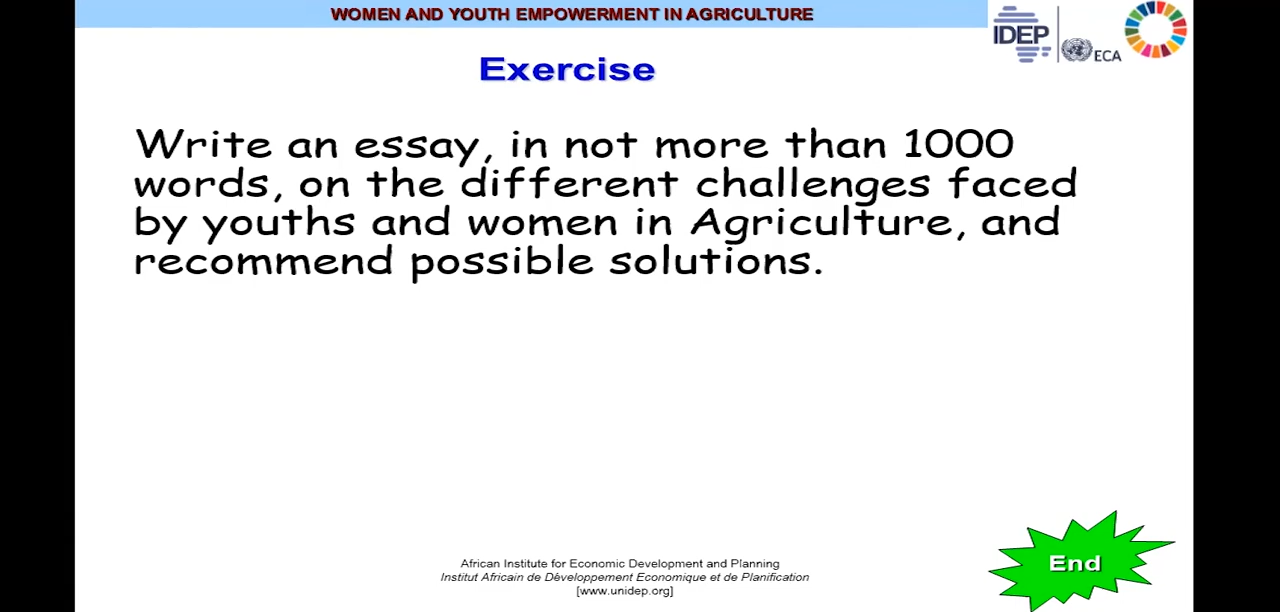 WOMEN AND YOUTH EMPOWERMENT IN AGRICULTURE
IDEP
ECA
Exercise
Write an essay, in not more than 1000
words, on the different challenges faced
by youths and women in Agriculture, and
recommend possible solutions.
End
African Institute for Economic Development and Planning
Institut Africain de Développement Economique et de Planification
[www.unidep.org]